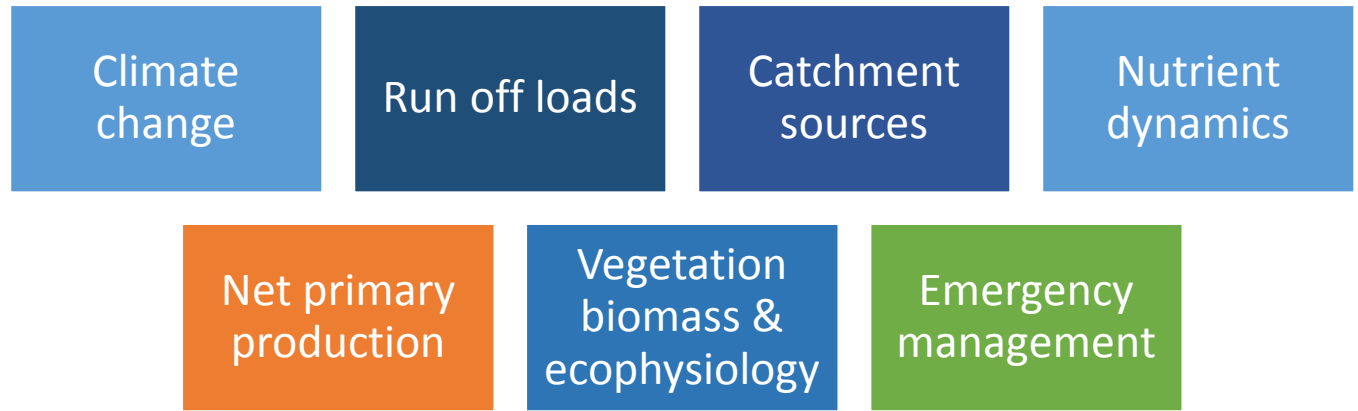 Climate
change
Run off loads
Catchment
sources
Nutrient
dynamics
Net primary
production
Vegetation
biomass &
ecophysiology
Emergency
management